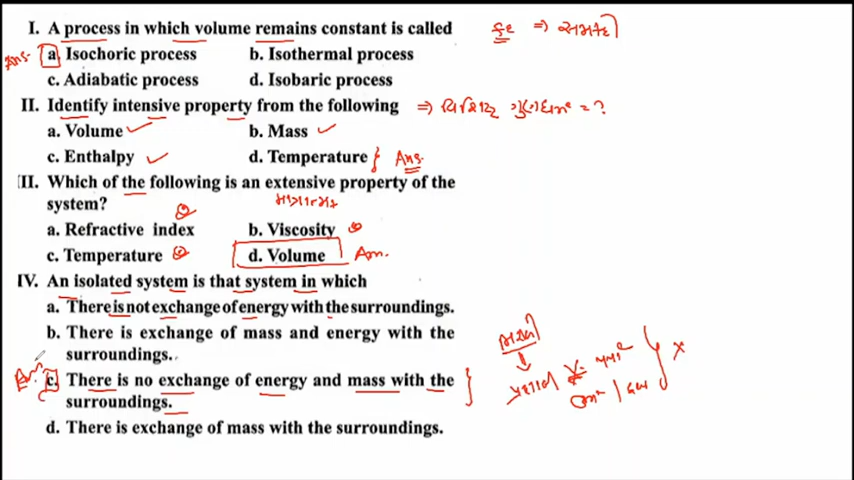 I. A process in which volume remains constant is called
Ans. a. Isochoric process b. Isothermal process
c. Adiabatic process d. Isobaric process
II. Identify intensive property from the following
a. Volume b. Mass
c. Enthalpy d. Temperature Ans.
II. Which of the following is an extensive property of the
system?
a. Refractive index b. Viscosity
c. Temperature d. Volume Ans.
IV. An isolated system is that system in which
a. There is not exchange of energy with the surroundings.
b. There is exchange of mass and energy with the
surroundings.
Ans. c. There is no exchange of energy and mass with the
surroundings.
d. There is exchange of mass with the surroundings.